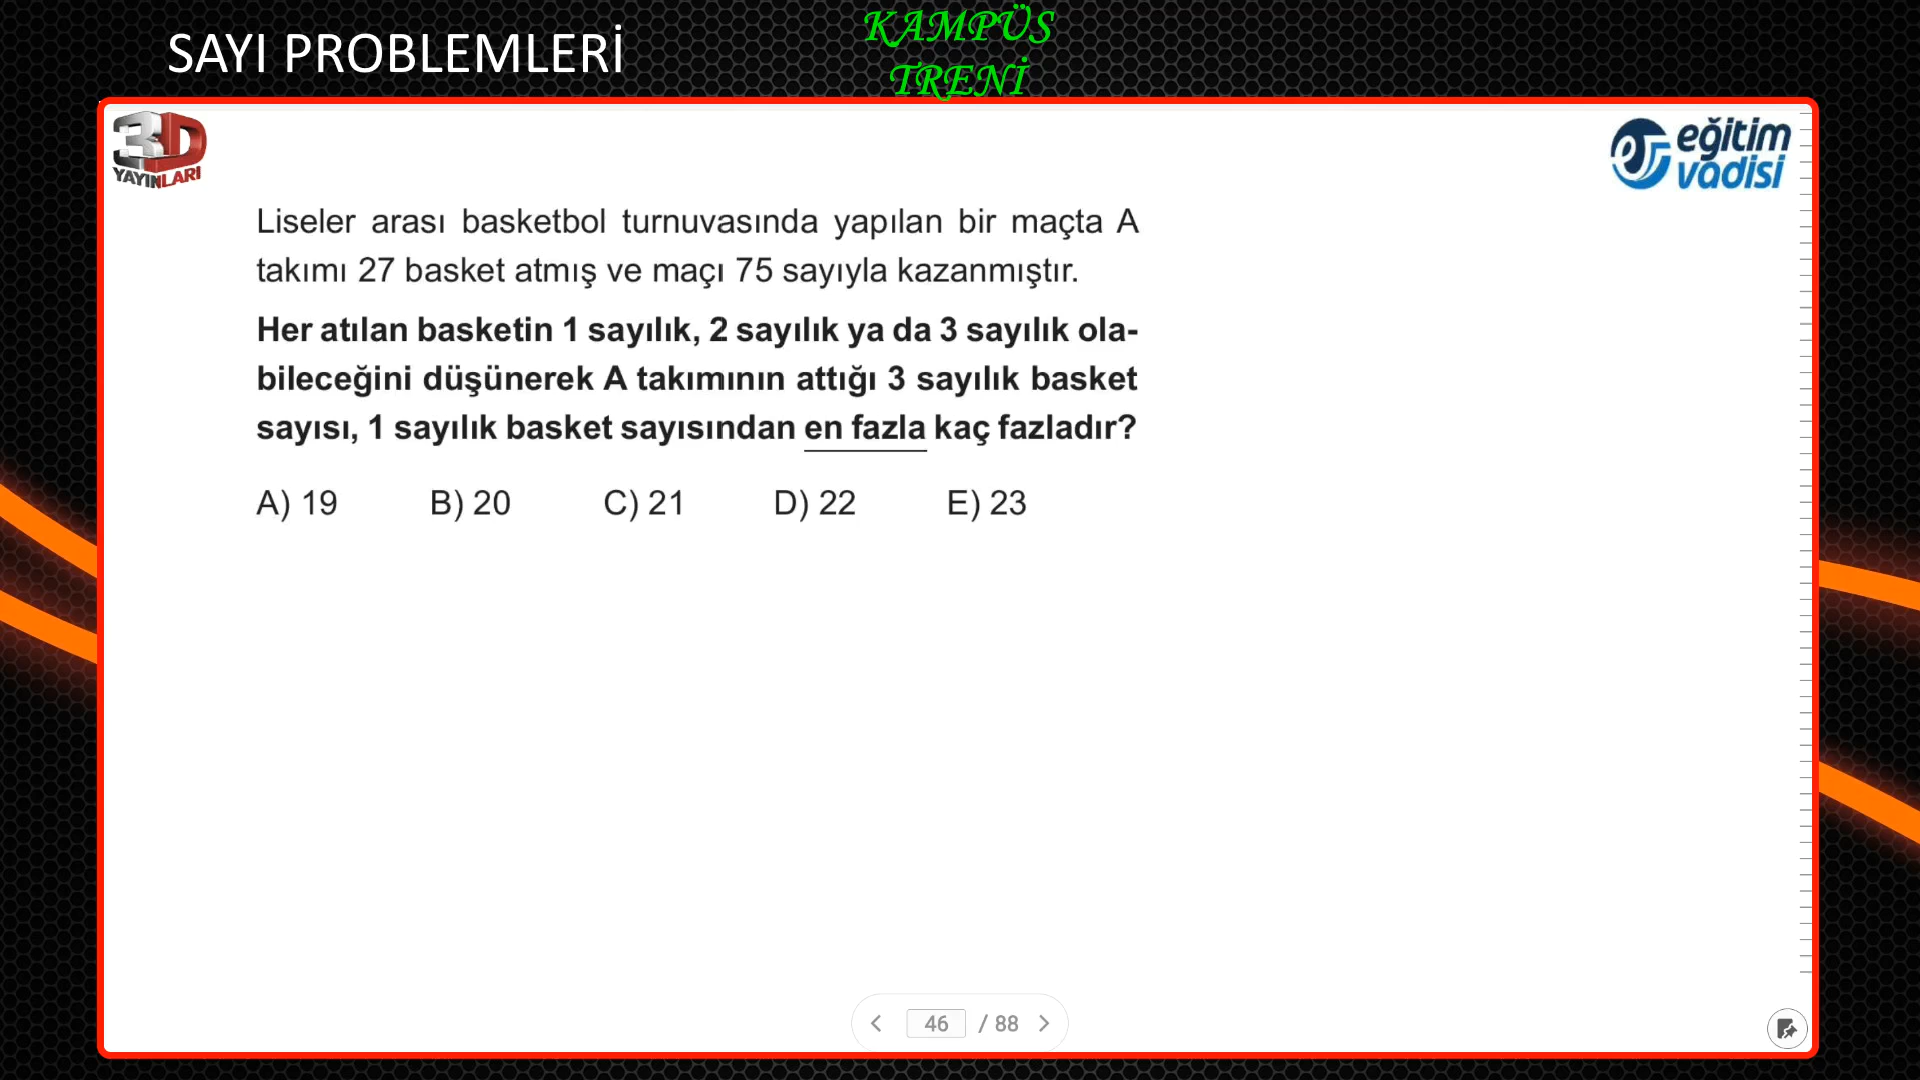 SAYI PROBLEMLERİ
KAMPÜS
TRENİ
3D
YAYINLARI
eğitim
vadisi
Liseler arası basketbol turnuvasında yapılan bir maçta A
takımı 27 basket atmış ve maçı 75 sayıyla kazanmıştır.
Her atılan basketin 1 sayılık, 2 sayılık ya da 3 sayılık ola-
bileceğini düşünerek A takımının attığı 3 sayılık basket
sayısı, 1 sayılık basket sayısından en fazla kaç fazladır?
A) 19 B) 20 C) 21 D) 22 E) 23
46 / 88